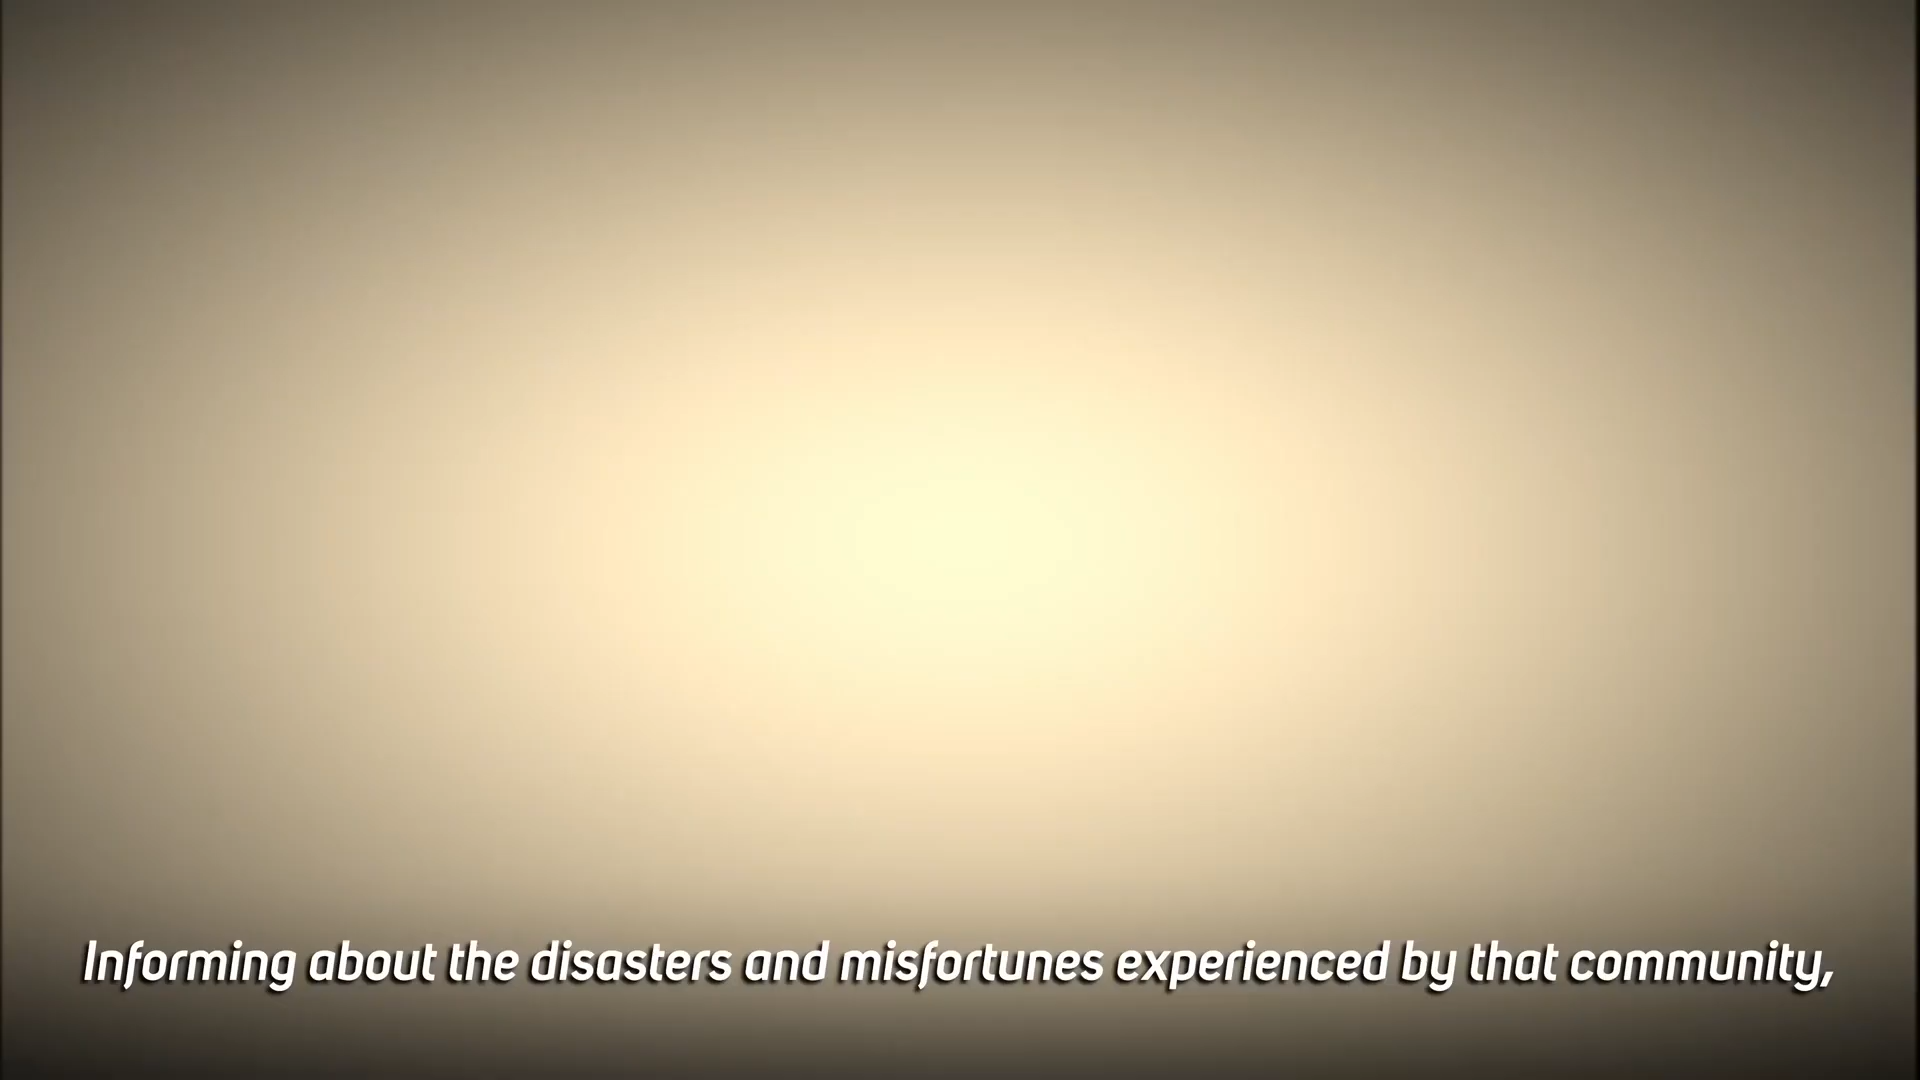 Informing about the disasters and misfortunes experienced by that community,